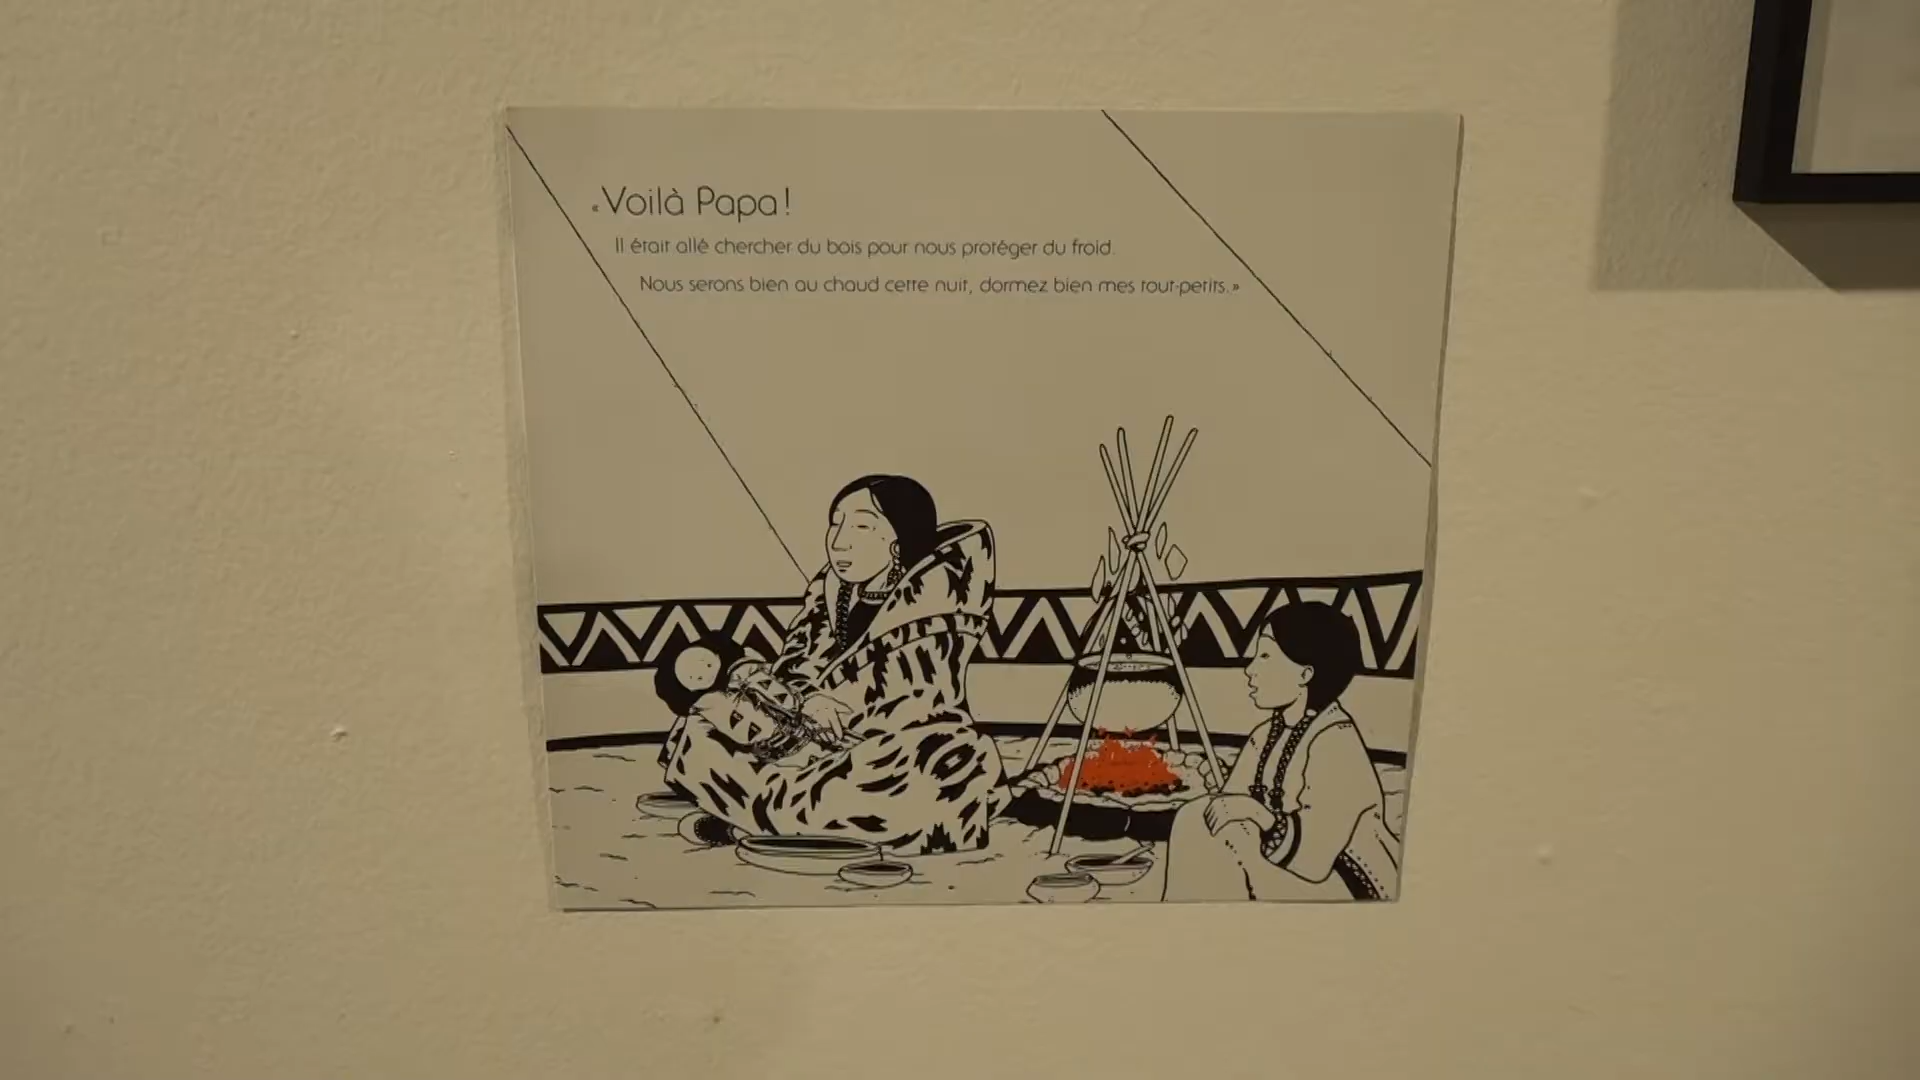 «Voilà Papa!
Il était allé chercher du bois pour nous protéger du froid.
Nous serons bien au chaud cette nuit, dormez bien mes tout-petits.»